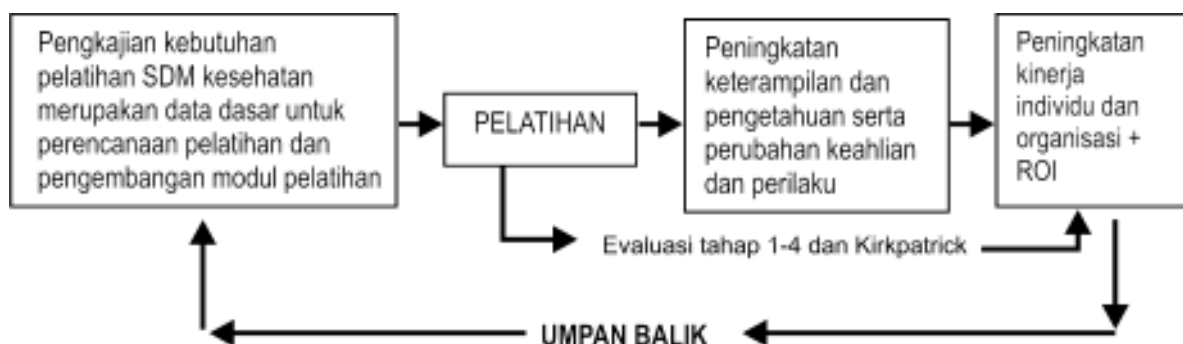 Pengkajian kebutuhan
pelatihan SDM kesehatan
merupakan data dasar untuk
perencanaan pelatihan dan
pengembangan modul pelatihan
PELATIHAN
Peningkatan
keterampilan dan
pengetahuan serta
perubahan keahlian
dan perilaku
Peningkatan
kinerja
individu dan
organisasi +
ROI
Evaluasi tahap 1-4 dan Kirkpatrick
UMPAN BALIK